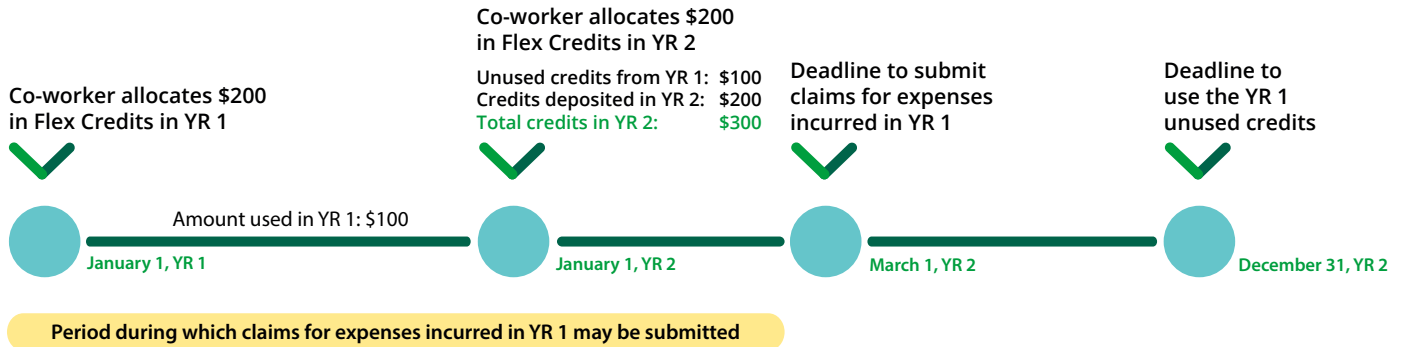 Co-worker allocates $200
in Flex Credits in YR 1
Co-worker allocates $200
in Flex Credits in YR 2
Unused credits from YR 1: $100
Credits deposited in YR 2: $200
Total credits in YR 2: $300
Deadline to submit
claims for expenses
incurred in YR 1
Deadline to
use the YR 1
unused credits
Amount used in YR 1: $100
January 1, YR 1
January 1, YR 2
March 1, YR 2
December 31, YR 2
Period during which claims for expenses incurred in YR 1 may be submitted